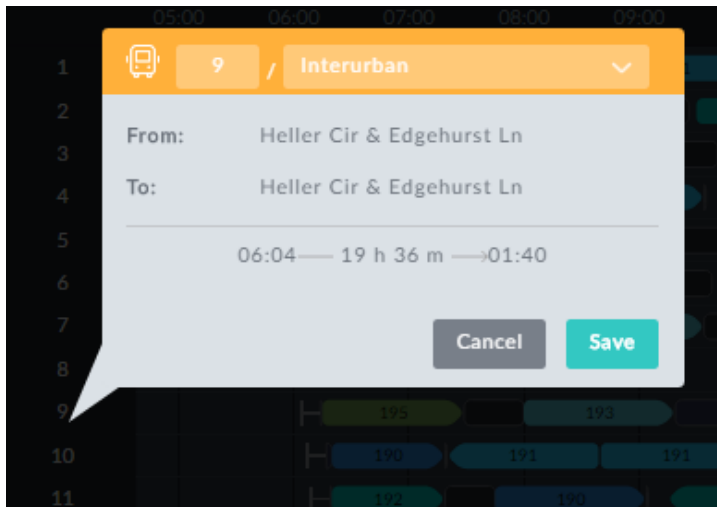 05:00 06:00 07:00 08:00 09:00
9 / Interurban
From: Heller Cir & Edgehurst Ln
To: Heller Cir & Edgehurst Ln
06:04 19 h 36 m 01:40
Cancel Save
1
2
3
4
5
6
7
8
9 195 193
10 190 191 191
11 192 190